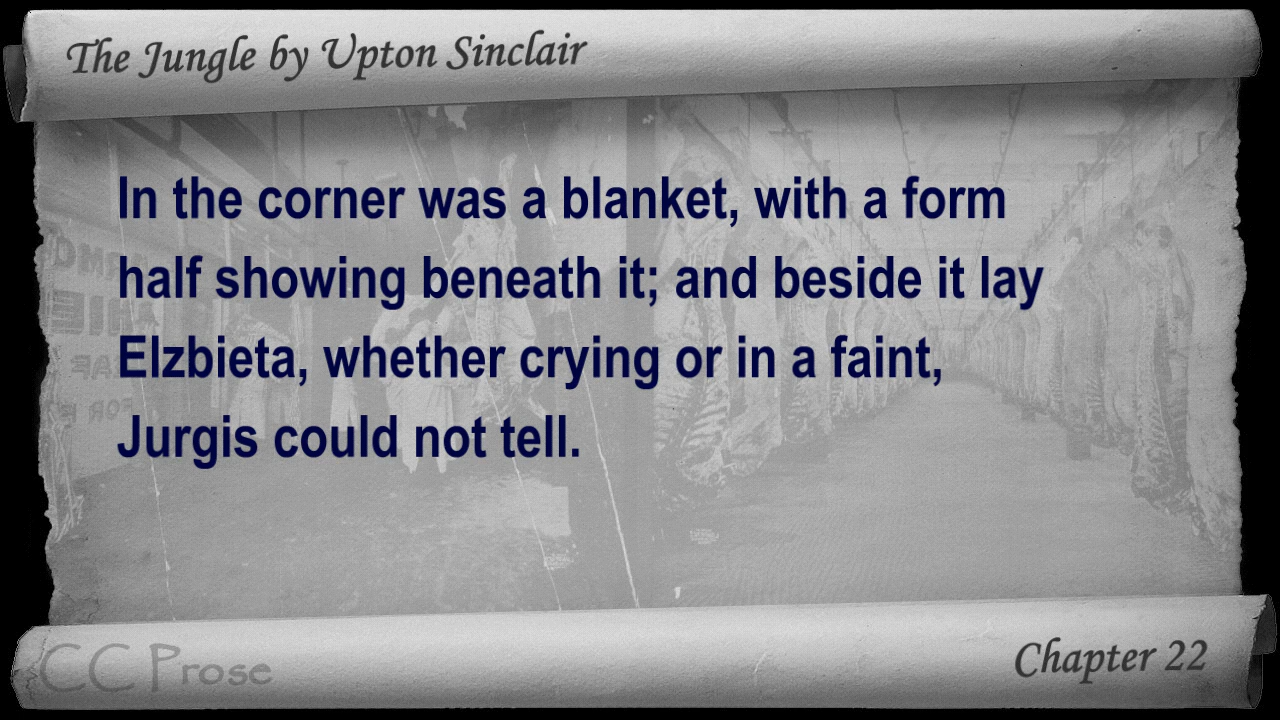 The Jungle by Upton Sinclair
In the corner was a blanket, with a form
half showing beneath it; and beside it lay
Elzbieta, whether crying or in a faint,
Jurgis could not tell.
CC Prose
Chapter 22